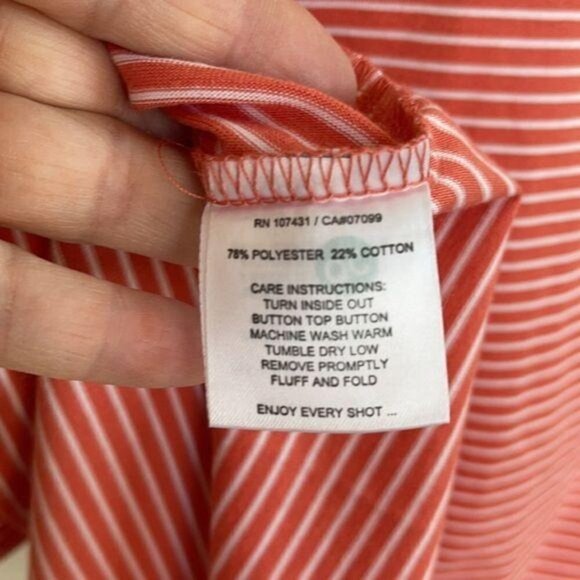 RN 107431 / CA#07099
78% POLYESTER 22% COTTON
CARE INSTRUCTIONS:
TURN INSIDE OUT
BUTTON TOP BUTTON
MACHINE WASH WARM
TUMBLE DRY LOW
REMOVE PROMPTLY
FLUFF AND FOLD
ENJOY EVERY SHOT ...